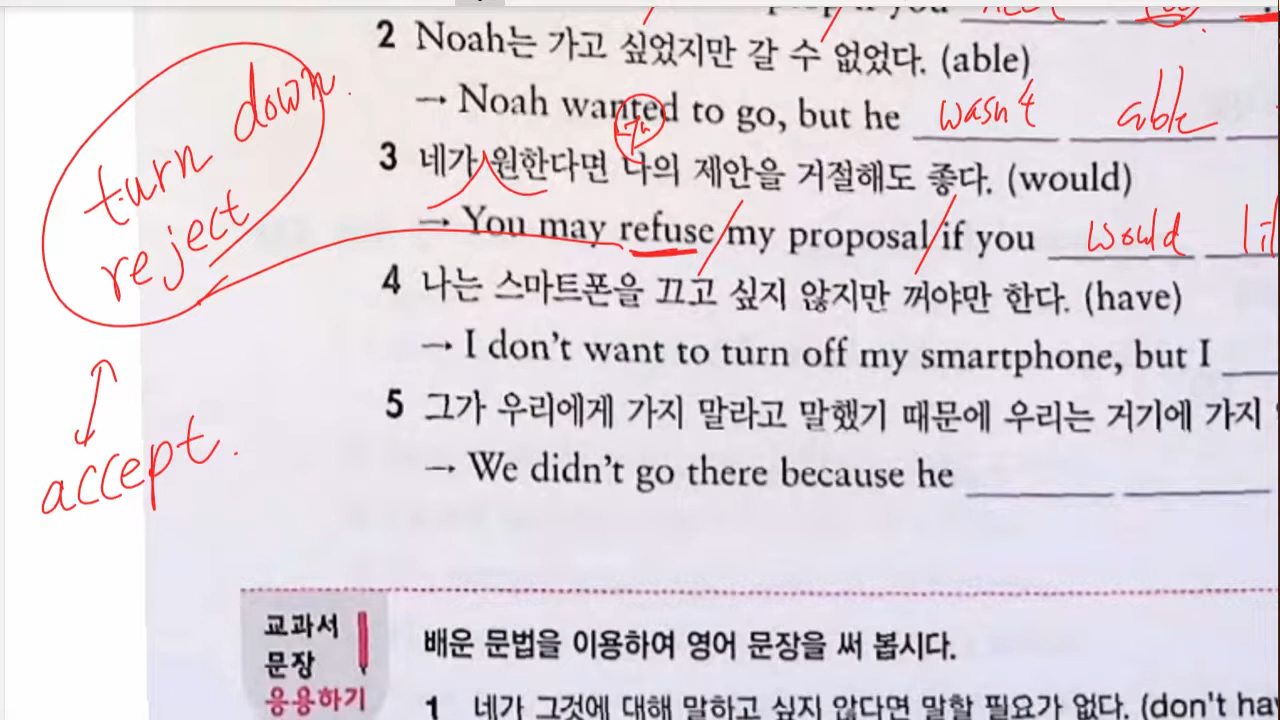 2 Noah는 가고 싶었지만 갈 수 없었다. (able)
→ Noah wanted to go, but he wasn't able
3 네가 원한다면 나의 제안을 거절해도 좋다. (would)
→ You may refuse my proposal if you would
4 나는 스마트폰을 끄고 싶지 않지만 꺼야만 한다. (have)
→ I don't want to turn off my smartphone, but I
5 그가 우리에게 가지 말라고 말했기 때문에 우리는 거기에 가지
→ We didn't go there because he
turn down.
reject
accept.
교과서
문장
응용하기
배운 문법을 이용하여 영어 문장을 써 봅시다.
1 네가 그것에 대해 말하고 싶지 않다면 말할 필요가 없다. (don't ha